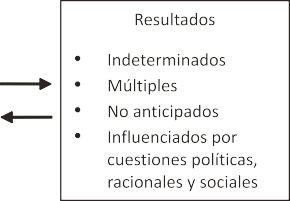 Resultados
• Indeterminados
• Múltiples
• No anticipados
• Influenciados por
cuestiones políticas,
racionales y sociales